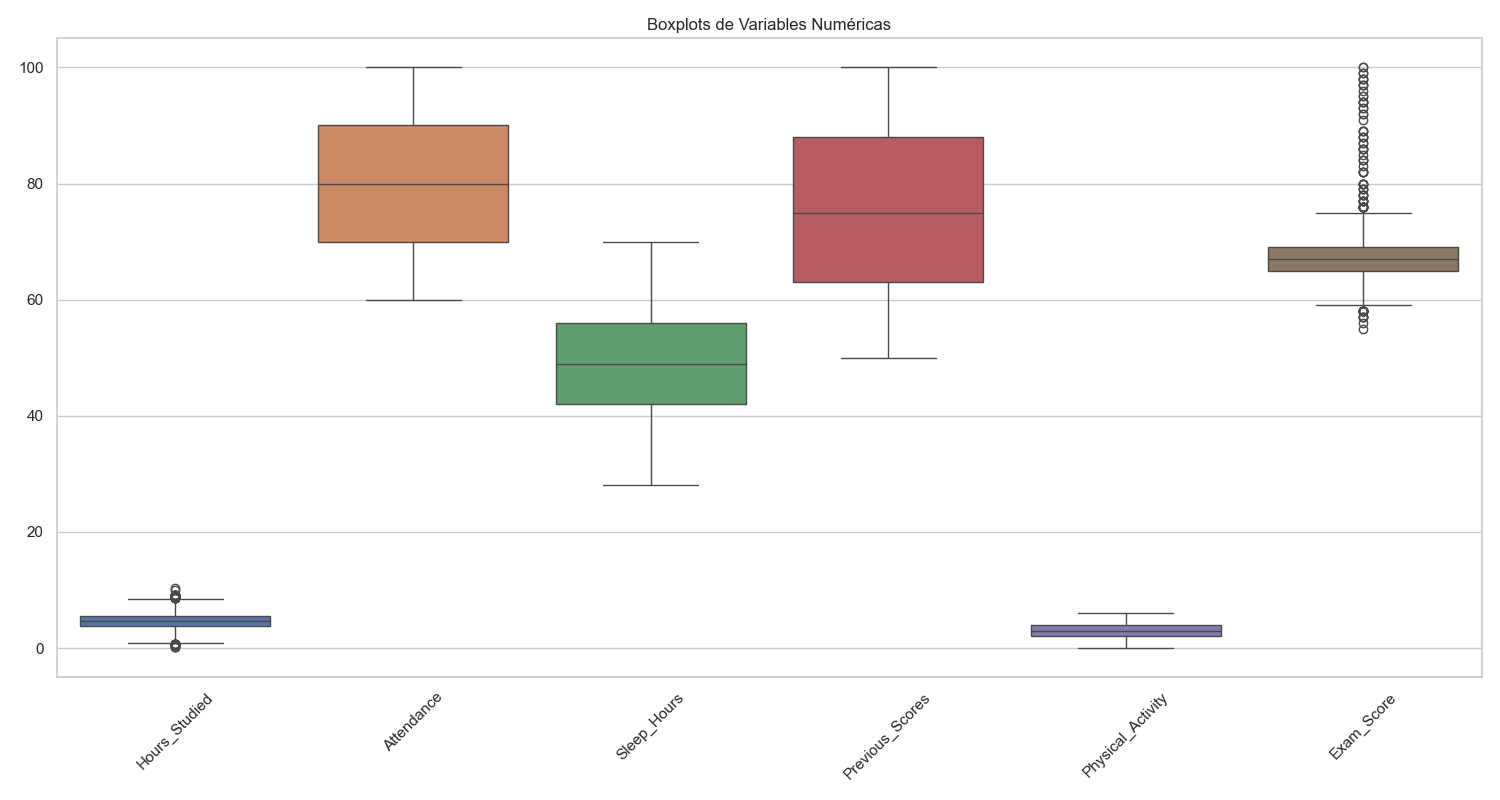 Boxplots de Variables Numéricas
100
80
60
40
20
0
Hours_Studied
Attendance
Sleep_Hours
Previous_Scores
Physical_Activity
Exam_Score